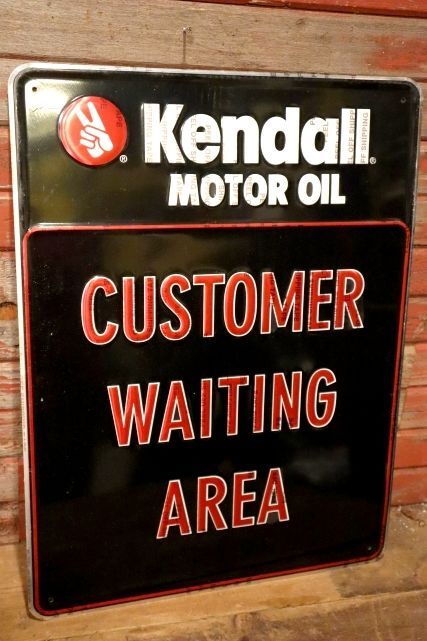 Kendall®
MOTOR OIL
CUSTOMER
WAITING
AREA